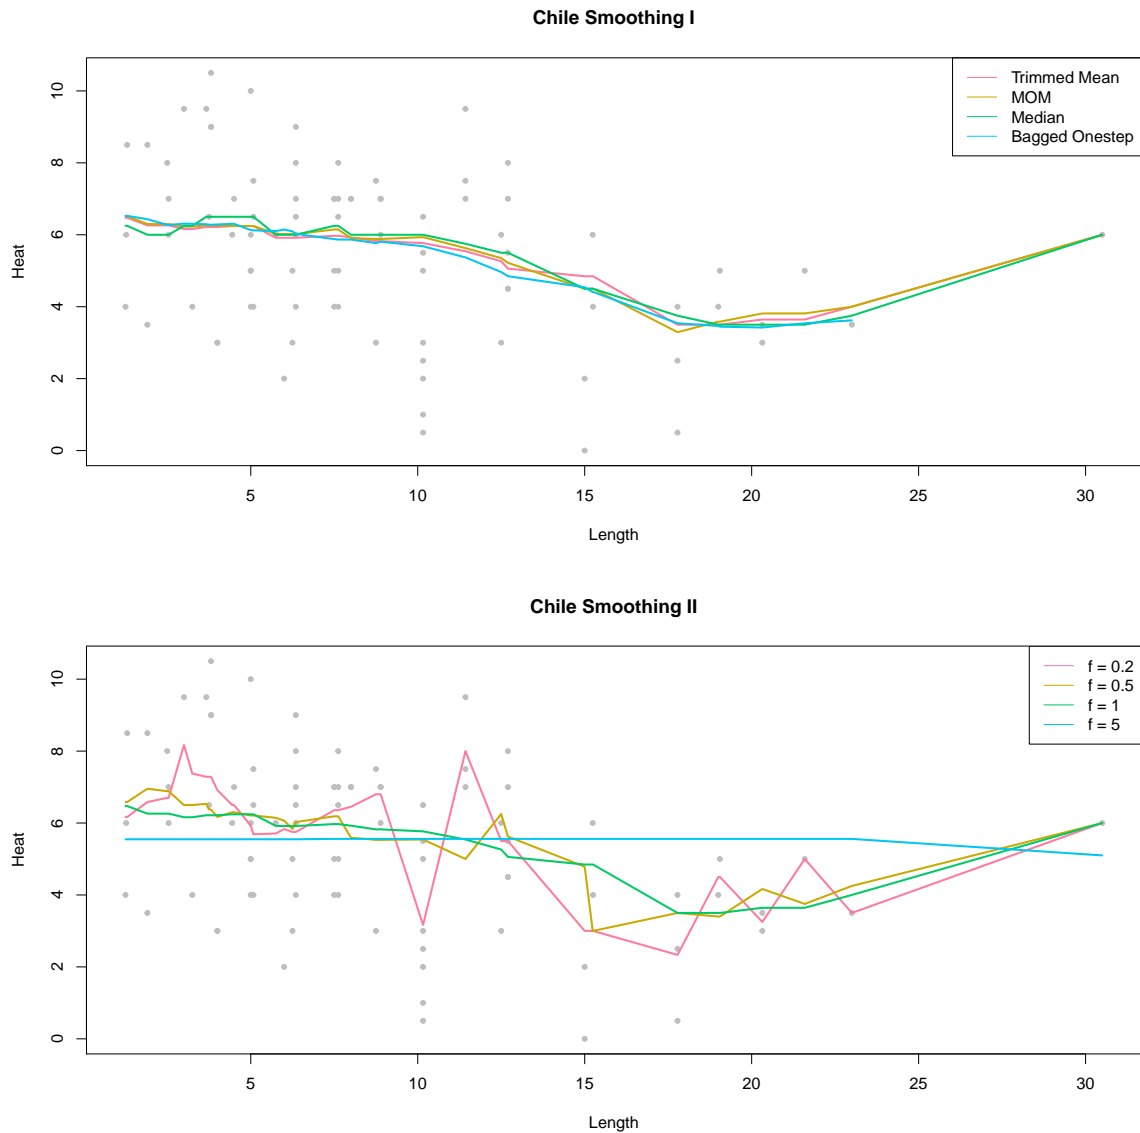 Chile Smoothing I
Trimmed Mean
MOM
Median
Bagged Onestep
Heat
0
2
4
6
8
10
5
10
15
20
25
30
Length
Chile Smoothing II
f = 0.2
f = 0.5
f = 1
f = 5
Heat
0
2
4
6
8
10
5
10
15
20
25
30
Length